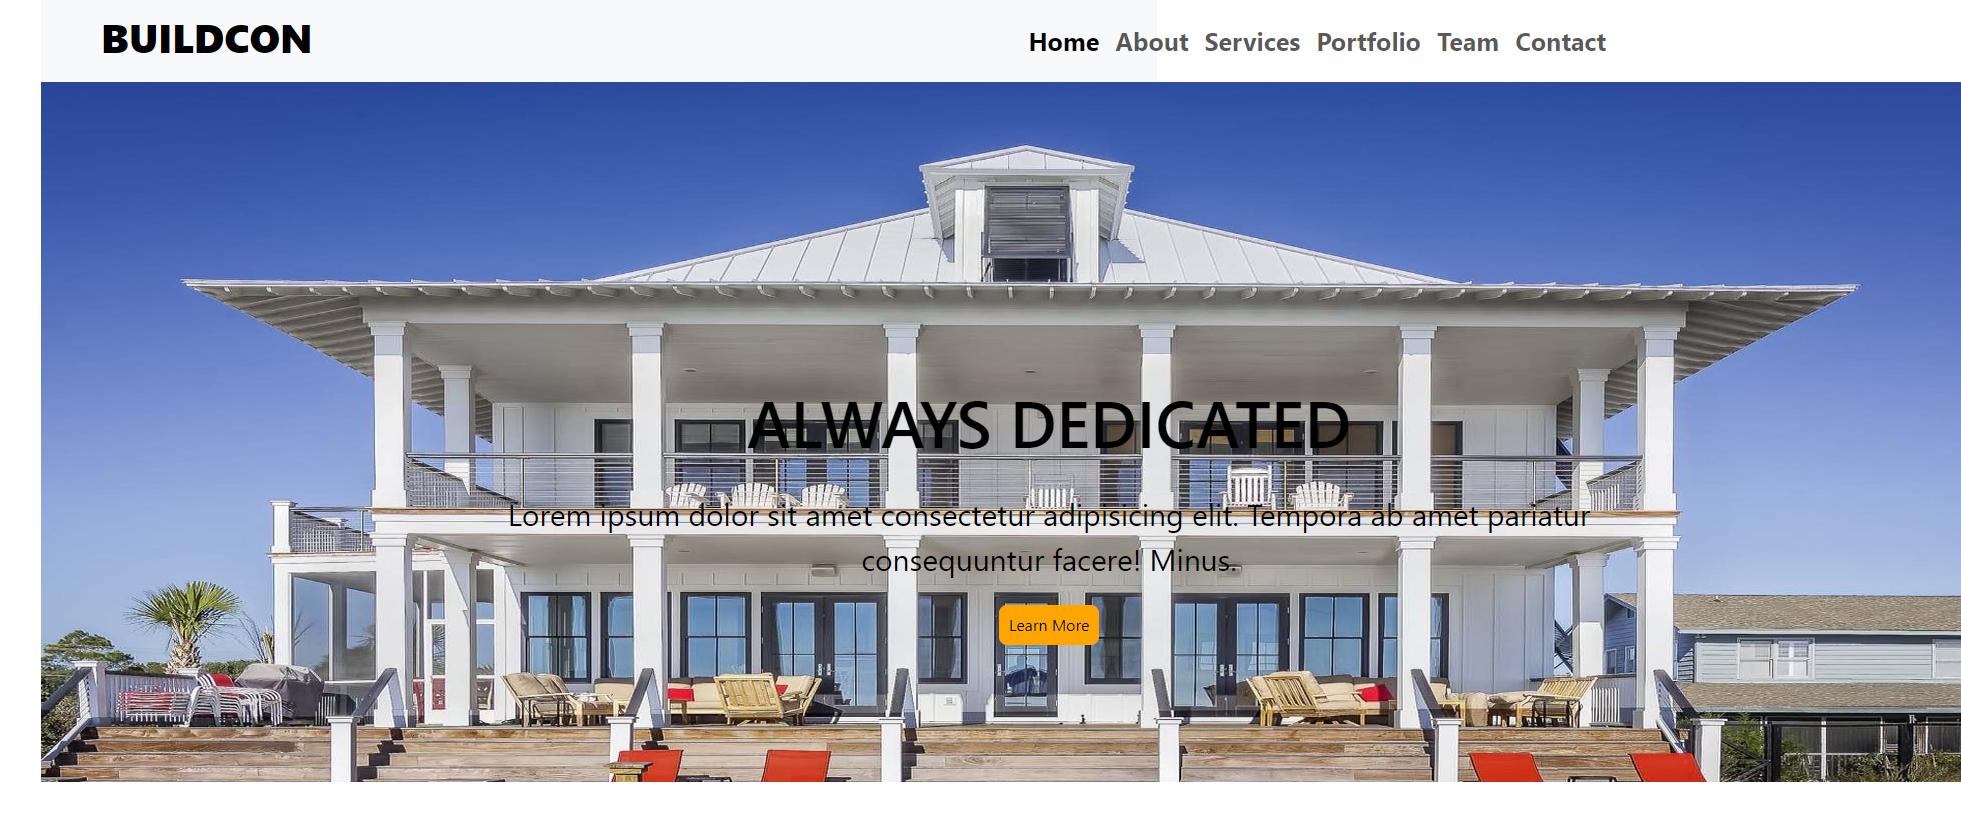 BUILDCON
Home About Services Portfolio Team Contact
ALWAYS DEDICATED
Lorem ipsum dolor sit amet consectetur adipisicing elit. Tempora ab amet pariatur
consequuntur facere! Minus.
Learn More